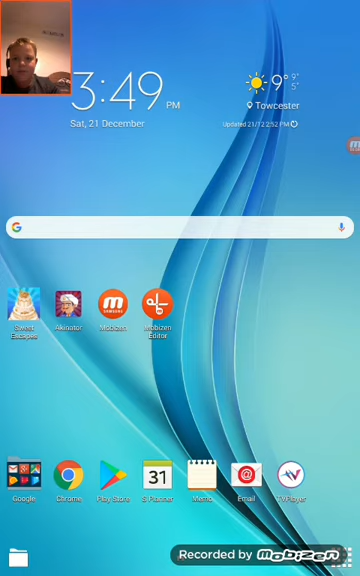 3:49 PM
Sat, 21 December
9° 9°
5°
Towcester
Updated 21/12 2:52 PM
Sweet Escapes
Akinator
Mobizen
Mobizen Editor
Google
Chrome
Play Store
31
S Planner
Memo
Email
TVPlayer
Recorded by mobizen